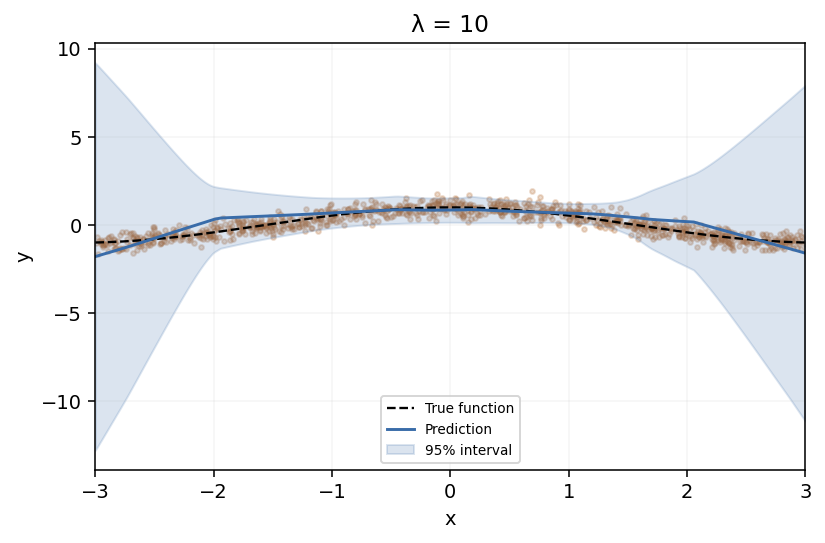 λ = 10
10
5
0
−5
−10
y
−3
−2
−1
0
1
2
3
x
True function
Prediction
95% interval